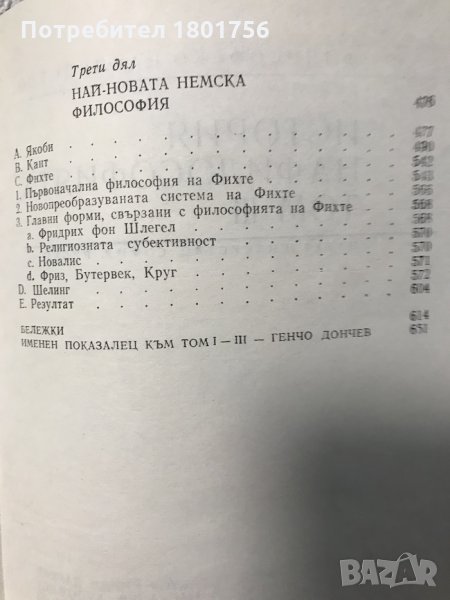 Потребител 1801756
Трети дял
НАЙ-НОВАТА НЕМСКА
ФИЛОСОФИЯ 476
A. Якоби 477
B. Кант 490
C. Фихте 542
1. Първоначална философия на Фихте 543
2. Новопреобразуваната система на Фихте 566
3. Главни форми, свързани с философията на Фихте 568
a. Фридрих фон Шлегел 568
b. Религиозната субективност 570
c. Новалис 570
d. Фриз, Бутервек, Круг 571
D. Шелинг 572
E. Резултат 604
БЕЛЕЖКИ 614
ИМЕНЕН ПОКАЗАЛЕЦ КЪМ ТОМ I — III — ГЕНЧО ДОНЧЕВ 651
BAZAR